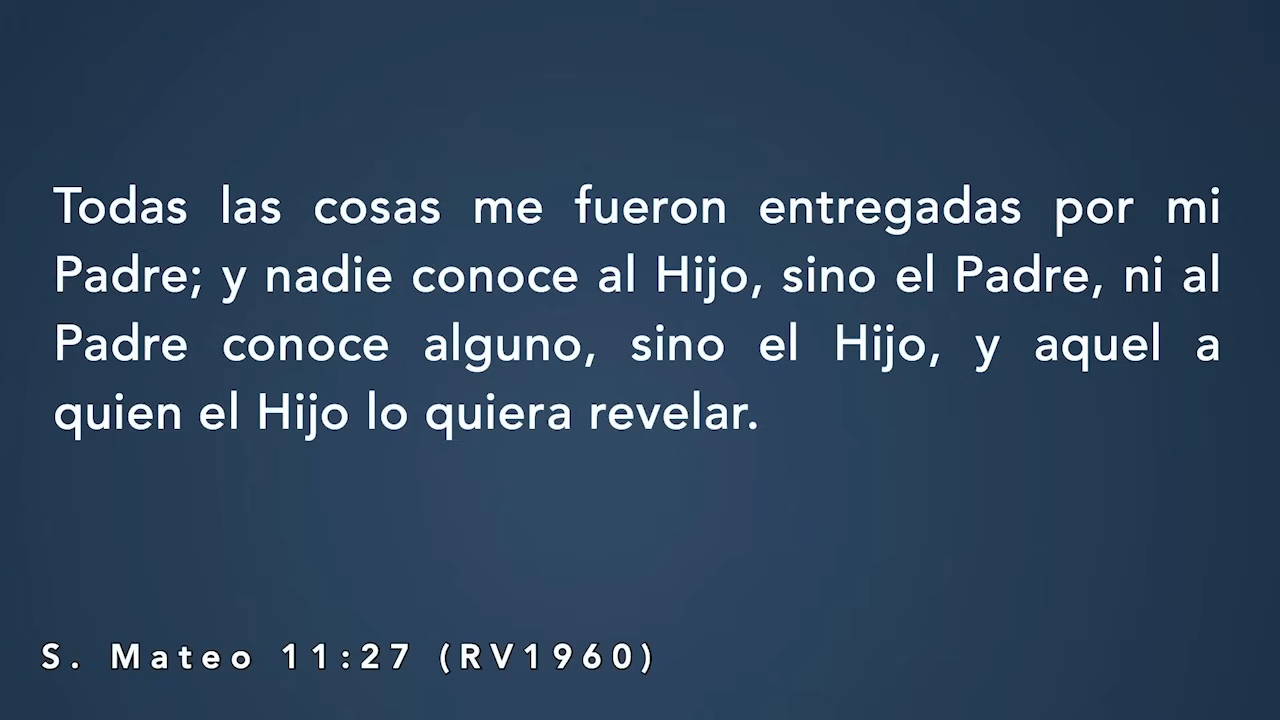 Todas las cosas me fueron entregadas por mi
Padre; y nadie conoce al Hijo, sino el Padre, ni al
Padre conoce alguno, sino el Hijo, y aquel a
quien el Hijo lo quiera revelar.
S. Mateo 11:27 (RV1960)